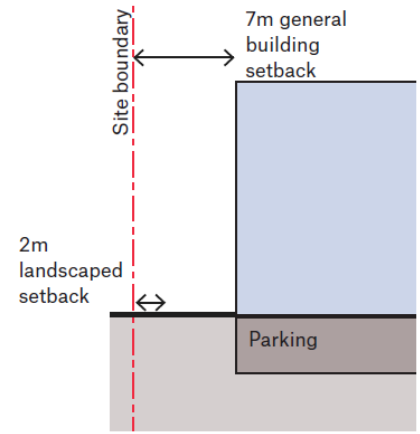 7m general
building
setback
Site boundary
2m
landscaped
setback
Parking